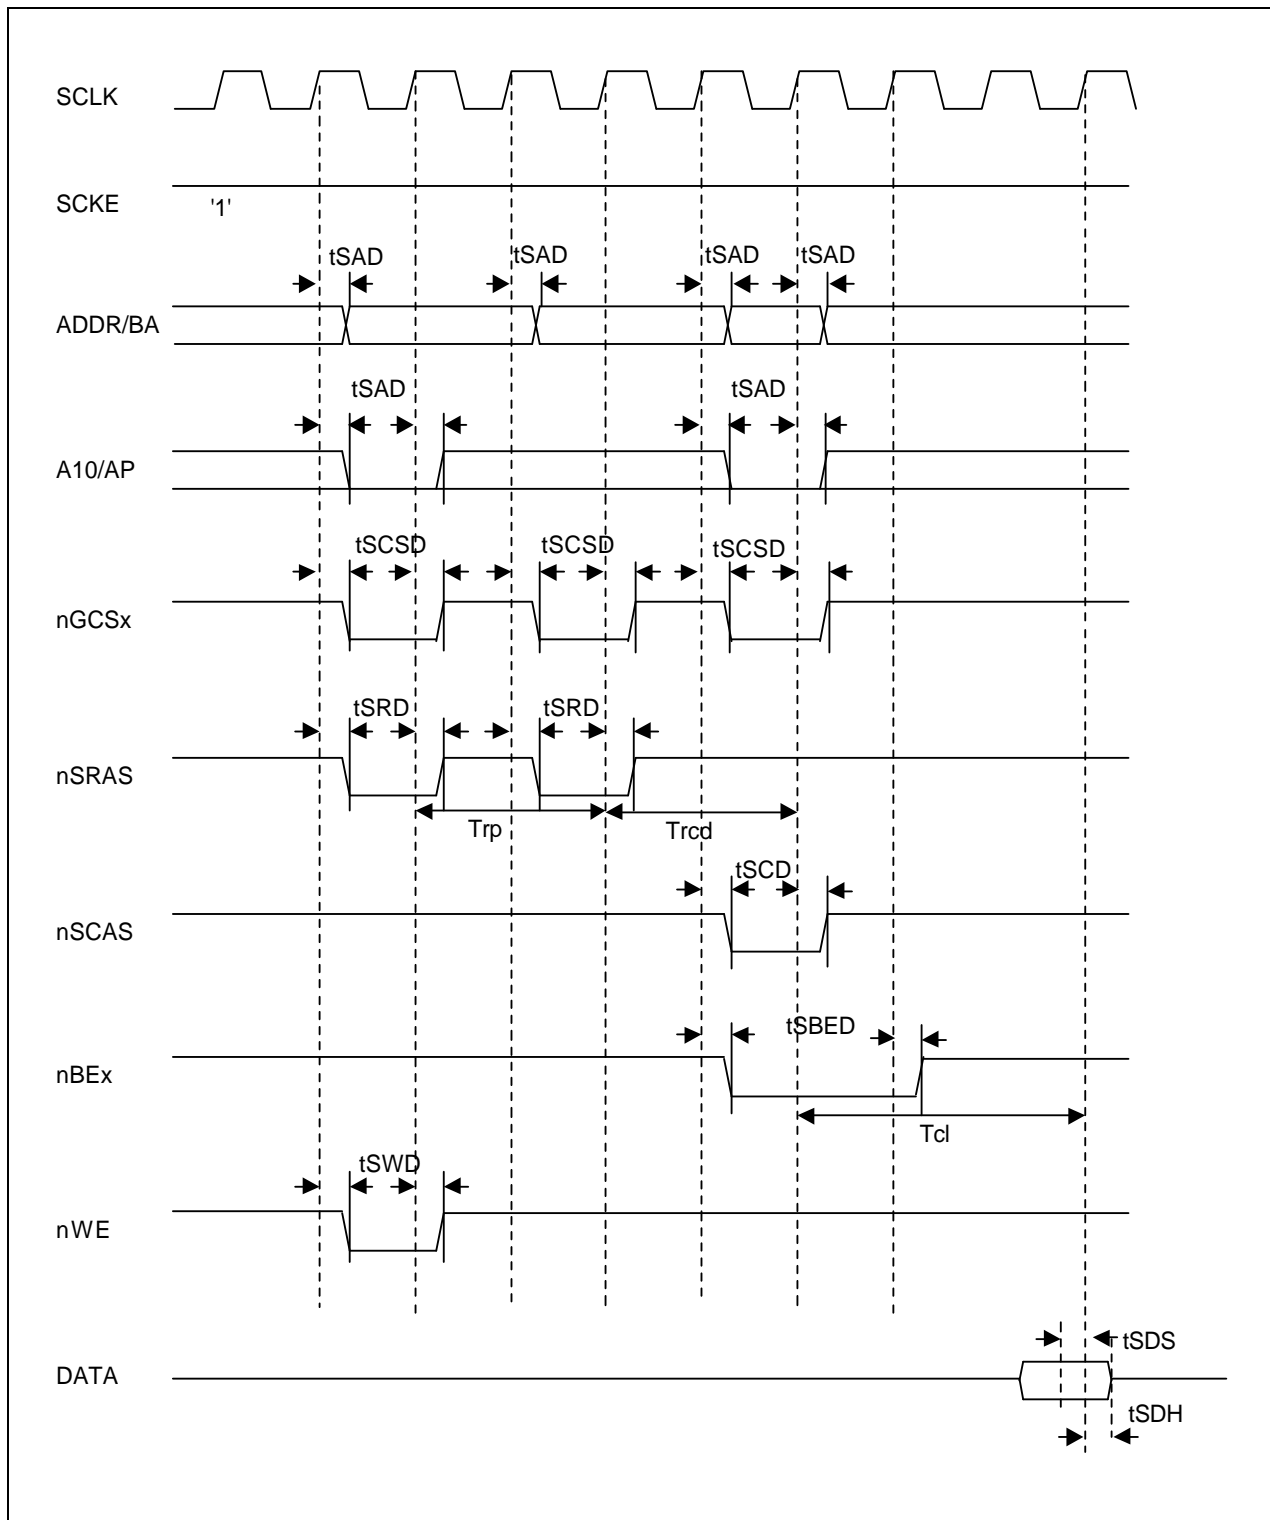 SCLK
SCKE '1'
tSAD tSAD tSAD tSAD
ADDR/BA
tSAD tSAD
A10/AP
tSCSD tSCSD tSCSD
nGCSx
tSRD tSRD
nSRAS
Trp Trcd
tSCD
nSCAS
tSBED
nBEx
Tcl
tSWD
nWE
tSDS
DATA
tSDH